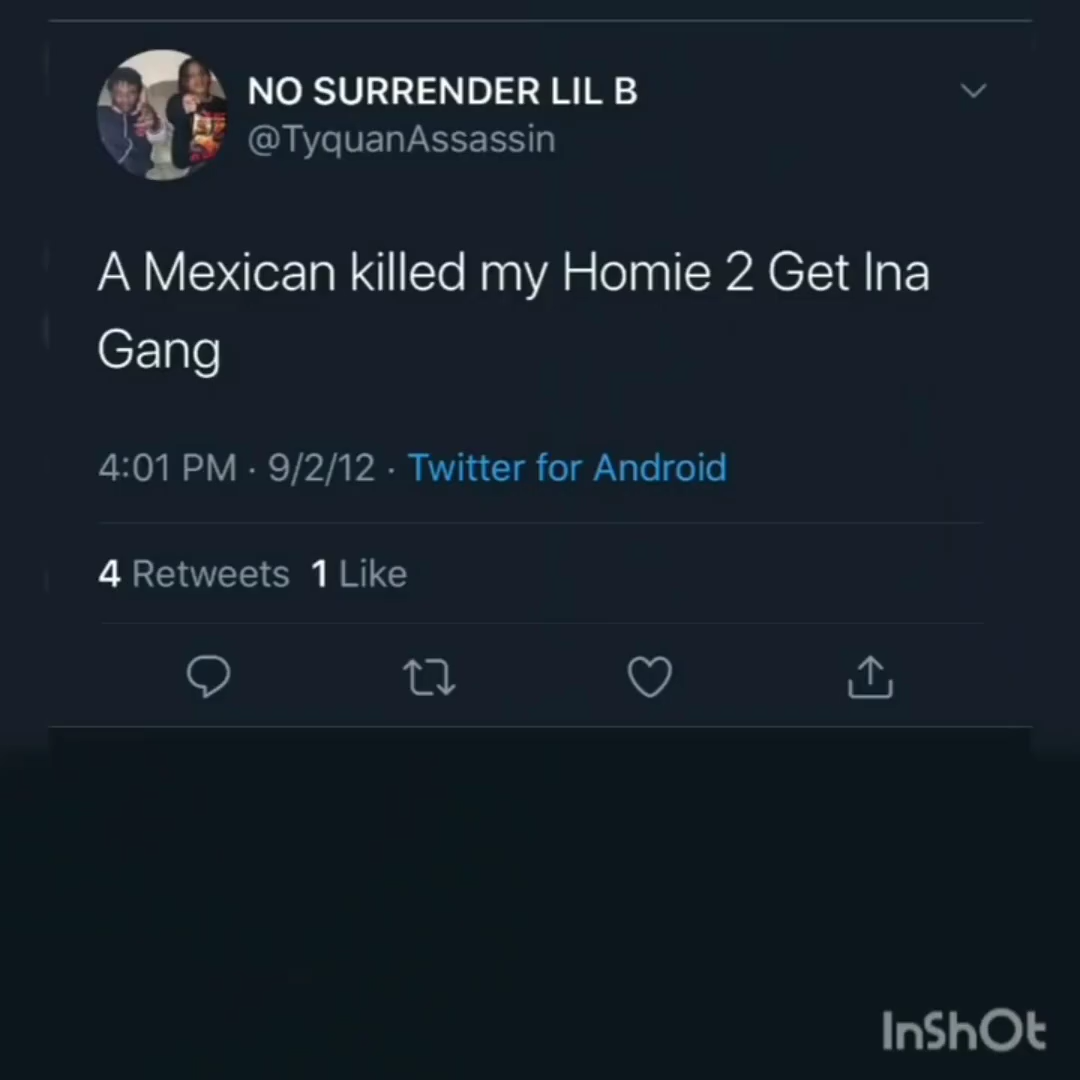 NO SURRENDER LIL B
@TyquanAssassin
A Mexican killed my Homie 2 Get Ina
Gang
4:01 PM · 9/2/12 · Twitter for Android
4 Retweets 1 Like
InShOt